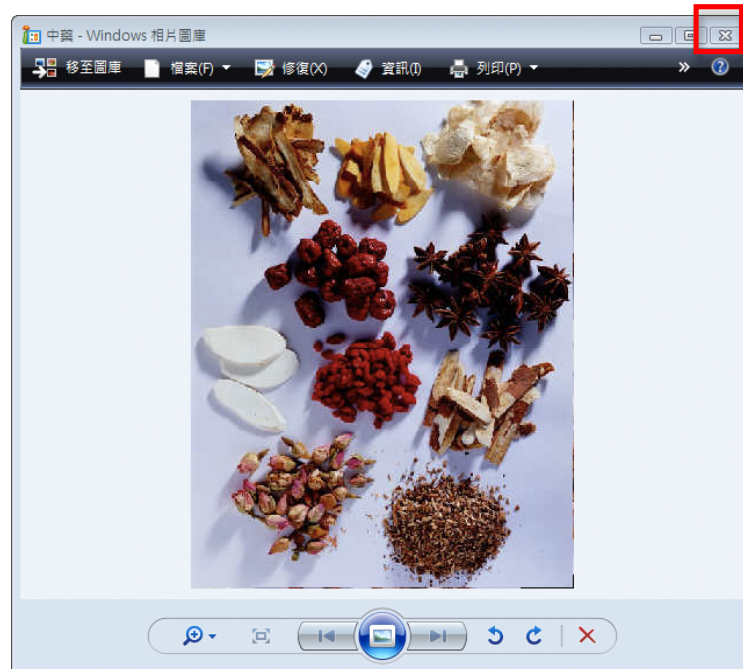 中藥 - Windows 相片圖庫
移至圖庫 檔案(F) 修復(X) 資訊(I) 列印(P) »